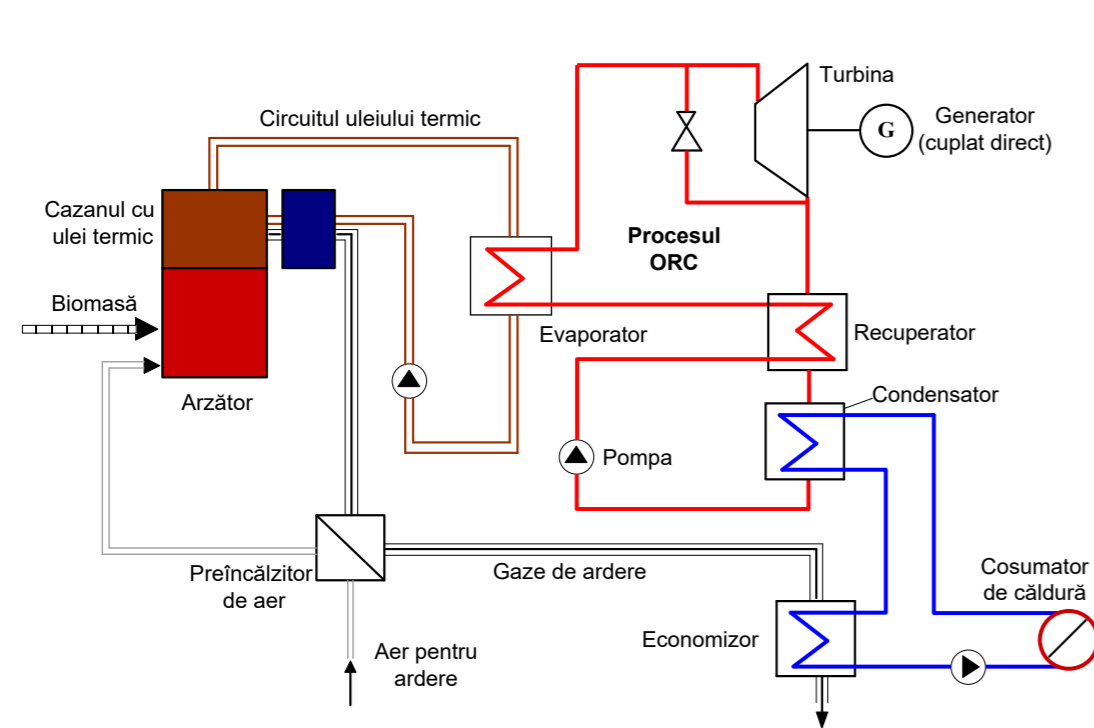 Turbina
Circuitul uleiului termic
Generator
(cuplat direct)
G
Cazanul cu
ulei termic
Procesul
ORC
Biomasă
Evaporator
Recuperator
Arzător
Condensator
Pompa
Preîncălzitor
de aer
Gaze de ardere
Cosumator
de căldură
Economizor
Aer pentru
ardere